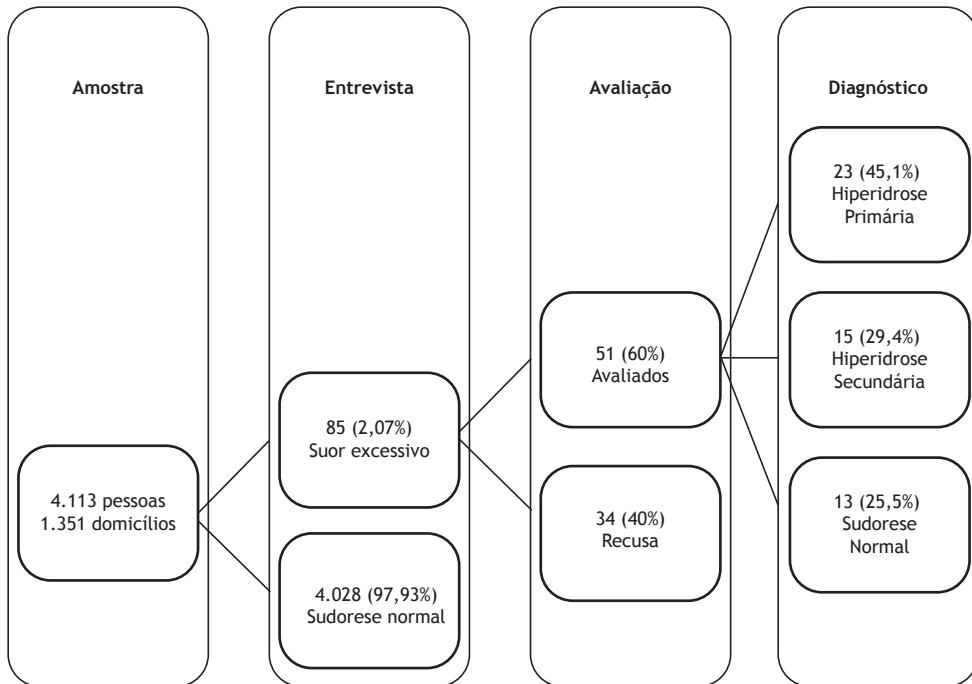 Amostra
4.113 pessoas
1.351 domicílios
Entrevista
85 (2,07%)
Suor excessivo
4.028 (97,93%)
Sudorese normal
Avaliação
51 (60%)
Avaliados
34 (40%)
Recusa
Diagnóstico
23 (45,1%)
Hiperidrose
Primária
15 (29,4%)
Hiperidrose
Secundária
13 (25,5%)
Sudorese
Normal